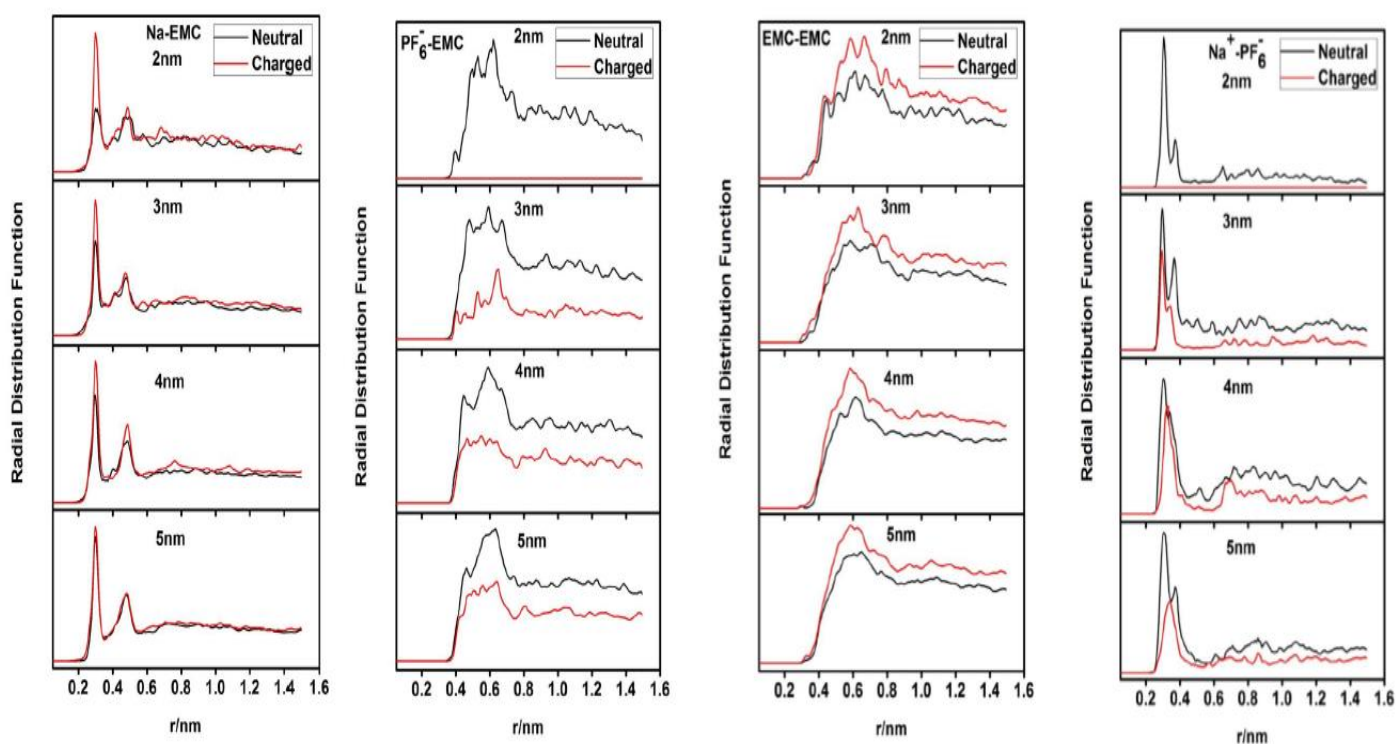 Radial Distribution Function
Na-EMC
2nm
Neutral
Charged
3nm
4nm
5nm
0.2 0.4 0.6 0.8 1.0 1.2 1.4 1.6
r/nm
Radial Distribution Function
PF6⁻-EMC
2nm
Neutral
Charged
3nm
4nm
5nm
0.2 0.4 0.6 0.8 1.0 1.2 1.4 1.6
r/nm
Radial Distribution Function
EMC-EMC
2nm
Neutral
Charged
3nm
4nm
5nm
0.2 0.4 0.6 0.8 1.0 1.2 1.4 1.6
r/nm
Radial Distribution Function
Na⁺-PF6⁻
2nm
Neutral
Charged
3nm
4nm
5nm
0.2 0.4 0.6 0.8 1.0 1.2 1.4 1.6
r/nm